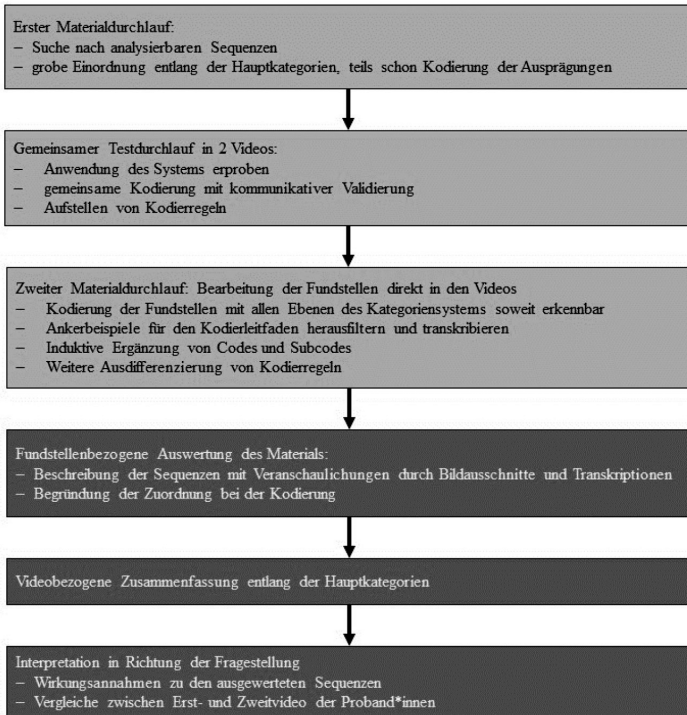 Erster Materialdurchlauf:
– Suche nach analysierbaren Sequenzen
– grobe Einordnung entlang der Hauptkategorien, teils schon Kodierung der Ausprägungen
Gemeinsamer Testdurchlauf in 2 Videos:
– Anwendung des Systems erproben
– gemeinsame Kodierung mit kommunikativer Validierung
– Aufstellen von Kodierregeln
Zweiter Materialdurchlauf: Bearbeitung der Fundstellen direkt in den Videos
– Kodierung der Fundstellen mit allen Ebenen des Kategoriensystems soweit erkennbar
– Ankerbeispiele für den Kodierleitfaden herausfiltern und transkribieren
– Induktive Ergänzung von Codes und Subcodes
– Weitere Ausdifferenzierung von Kodierregeln
Fundstellenbezogene Auswertung des Materials:
– Beschreibung der Sequenzen mit Veranschaulichungen durch Bildausschnitte und Transkriptionen
– Begründung der Zuordnung bei der Kodierung
Videobezogene Zusammenfassung entlang der Hauptkategorien
Interpretation in Richtung der Fragestellung
– Wirkungsannahmen zu den ausgewerteten Sequenzen
– Vergleiche zwischen Erst- und Zweitvideo der Proband*innen